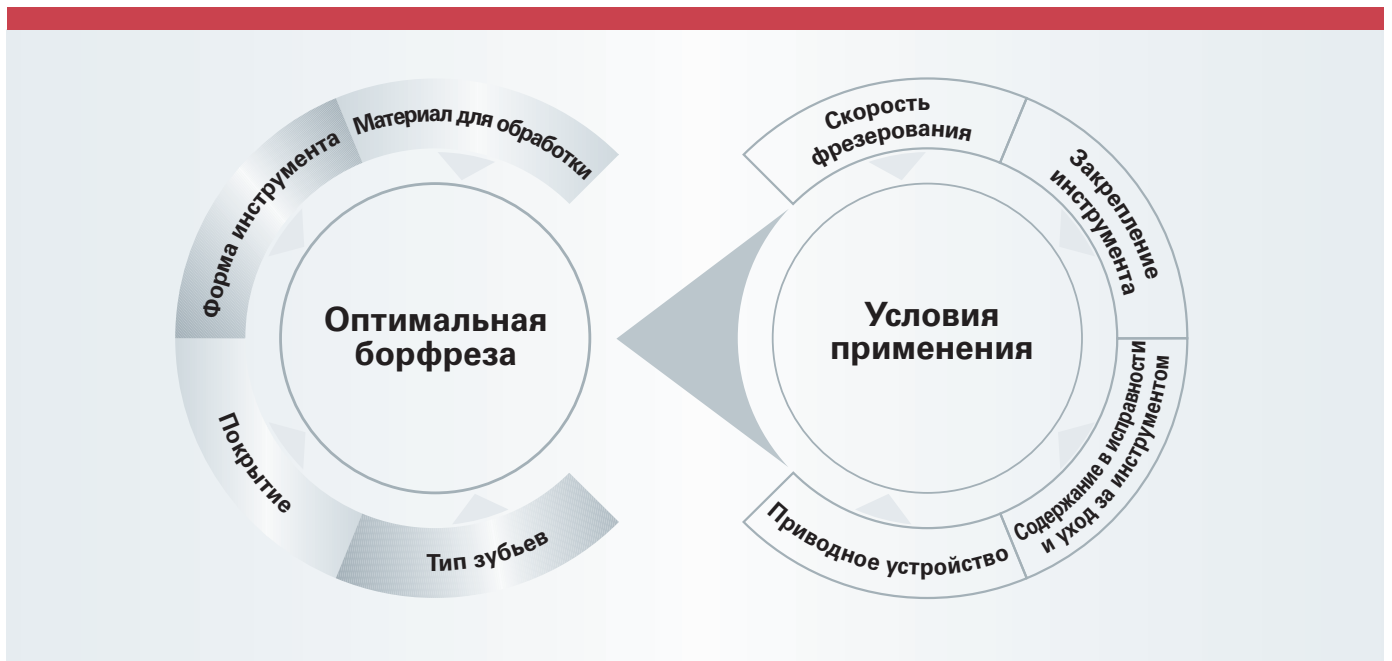 Материал для обработки
Форма инструмента
Покрытие
Тип зубьев
Оптимальная
борфреза
Скорость
фрезерования
Закрепление
инструмента
Содержание в исправности
и уход за инструментом
Приводное устройство
Условия
применения